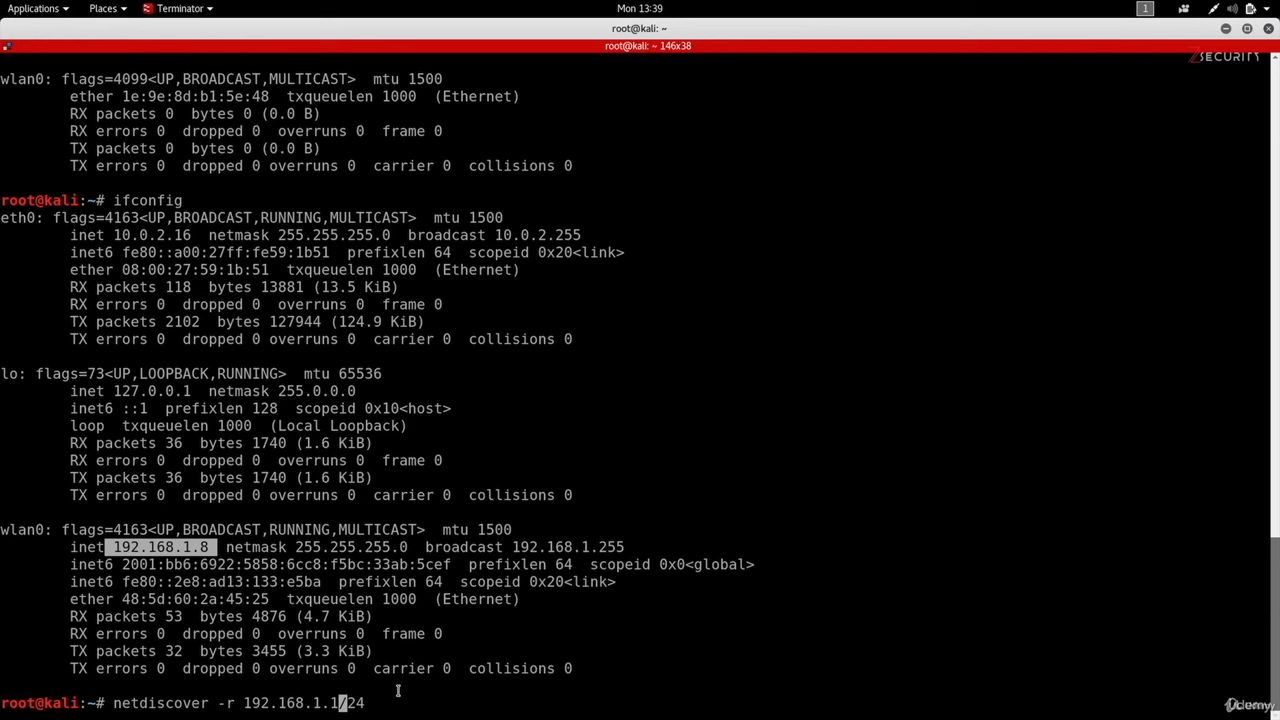 Applications Places Terminator Mon 13:39 1
root@kali: ~
root@kali: ~ 146x38
ZSECURITY
wlan0: flags=4099<UP,BROADCAST,MULTICAST>  mtu 1500
        ether 1e:9e:8d:b1:5e:48  txqueuelen 1000  (Ethernet)
        RX packets 0  bytes 0 (0.0 B)
        RX errors 0  dropped 0  overruns 0  frame 0
        TX packets 0  bytes 0 (0.0 B)
        TX errors 0  dropped 0 overruns 0  carrier 0  collisions 0
root@kali:~# ifconfig
eth0: flags=4163<UP,BROADCAST,RUNNING,MULTICAST>  mtu 1500
        inet 10.0.2.16  netmask 255.255.255.0  broadcast 10.0.2.255
        inet6 fe80::a00:27ff:fe59:1b51  prefixlen 64  scopeid 0x20<link>
        ether 08:00:27:59:1b:51  txqueuelen 1000  (Ethernet)
        RX packets 118  bytes 13881 (13.5 KiB)
        RX errors 0  dropped 0  overruns 0  frame 0
        TX packets 2102  bytes 127944 (124.9 KiB)
        TX errors 0  dropped 0 overruns 0  carrier 0  collisions 0
lo: flags=73<UP,LOOPBACK,RUNNING>  mtu 65536
        inet 127.0.0.1  netmask 255.0.0.0
        inet6 ::1  prefixlen 128  scopeid 0x10<host>
        loop  txqueuelen 1000  (Local Loopback)
        RX packets 36  bytes 1740 (1.6 KiB)
        RX errors 0  dropped 0  overruns 0  frame 0
        TX packets 36  bytes 1740 (1.6 KiB)
        TX errors 0  dropped 0 overruns 0  carrier 0  collisions 0
wlan0: flags=4163<UP,BROADCAST,RUNNING,MULTICAST>  mtu 1500
        inet 192.168.1.8  netmask 255.255.255.0  broadcast 192.168.1.255
        inet6 2001:bb6:6922:5858:6cc8:f5bc:33ab:5cef  prefixlen 64  scopeid 0x0<global>
        inet6 fe80::2e8:ad13:133:e5ba  prefixlen 64  scopeid 0x20<link>
        ether 48:5d:60:2a:45:25  txqueuelen 1000  (Ethernet)
        RX packets 53  bytes 4876 (4.7 KiB)
        RX errors 0  dropped 0  overruns 0  frame 0
        TX packets 32  bytes 3455 (3.3 KiB)
        TX errors 0  dropped 0 overruns 0  carrier 0  collisions 0
root@kali:~# netdiscover -r 192.168.1.1/24
Udemy